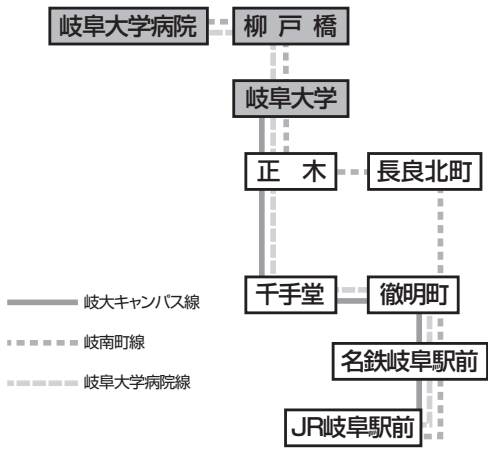 岐阜大学病院
柳戸橋
岐阜大学
正木
長良北町
千手堂
徹明町
岐大キャンパス線
岐南町線
名鉄岐阜駅前
岐阜大学病院線
JR岐阜駅前